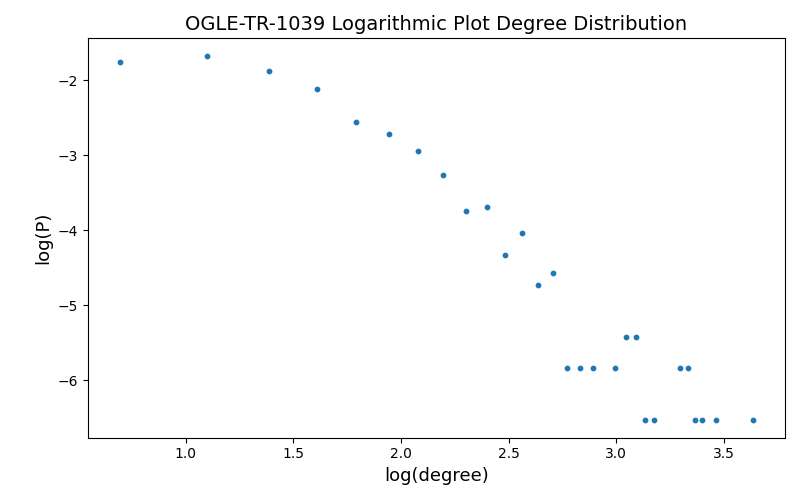 OGLE-TR-1039 Logarithmic Plot Degree Distribution
log(P)
−2
−3
−4
−5
−6
1.0 1.5 2.0 2.5 3.0 3.5
log(degree)